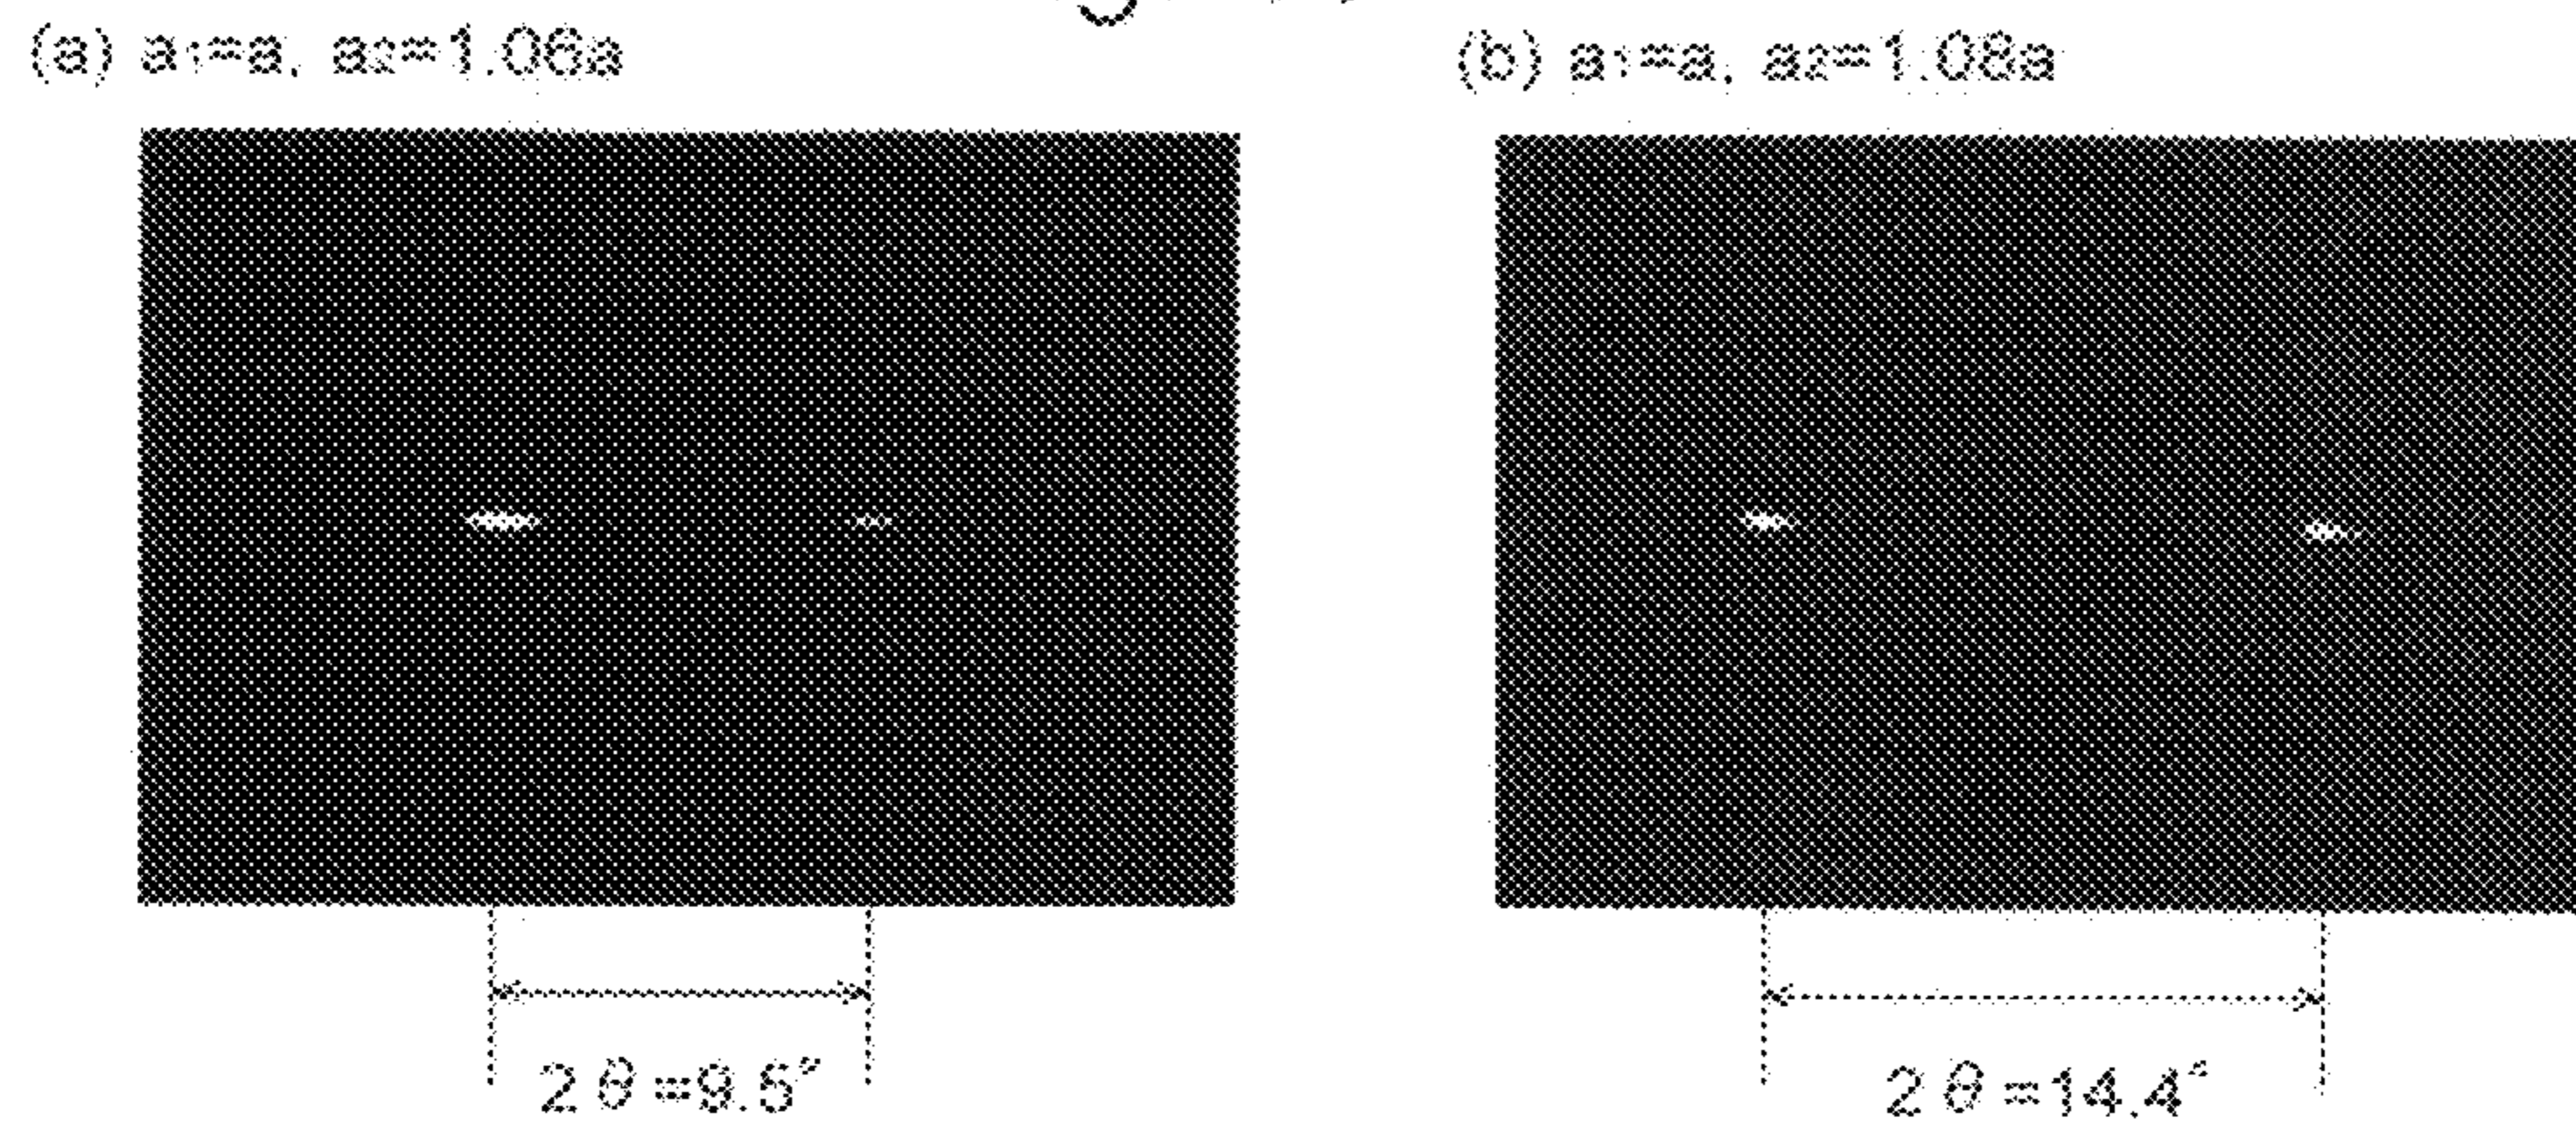 (a) a₁=a, a₂=1.06a
(b) a₁=a, a₂=1.08a
2θ=9.5°
2θ=14.4°